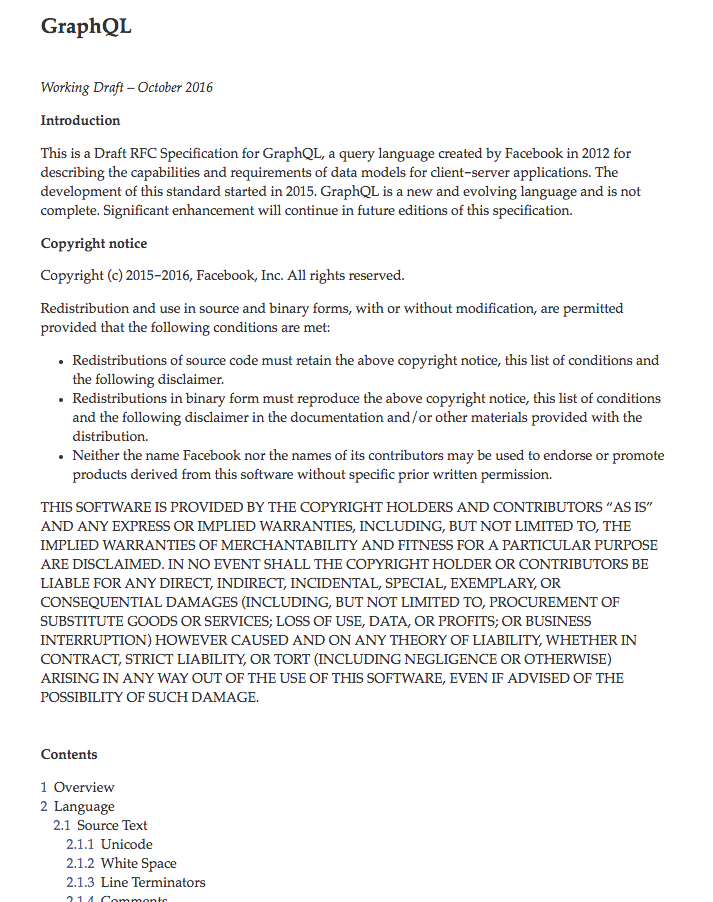 GraphQL
Working Draft – October 2016
Introduction
This is a Draft RFC Specification for GraphQL, a query language created by Facebook in 2012 for
describing the capabilities and requirements of data models for client−server applications. The
development of this standard started in 2015. GraphQL is a new and evolving language and is not
complete. Significant enhancement will continue in future editions of this specification.
Copyright notice
Copyright (c) 2015−2016, Facebook, Inc. All rights reserved.
Redistribution and use in source and binary forms, with or without modification, are permitted
provided that the following conditions are met:
• Redistributions of source code must retain the above copyright notice, this list of conditions and
the following disclaimer.
• Redistributions in binary form must reproduce the above copyright notice, this list of conditions
and the following disclaimer in the documentation and/or other materials provided with the
distribution.
• Neither the name Facebook nor the names of its contributors may be used to endorse or promote
products derived from this software without specific prior written permission.
THIS SOFTWARE IS PROVIDED BY THE COPYRIGHT HOLDERS AND CONTRIBUTORS “AS IS”
AND ANY EXPRESS OR IMPLIED WARRANTIES, INCLUDING, BUT NOT LIMITED TO, THE
IMPLIED WARRANTIES OF MERCHANTABILITY AND FITNESS FOR A PARTICULAR PURPOSE
ARE DISCLAIMED. IN NO EVENT SHALL THE COPYRIGHT HOLDER OR CONTRIBUTORS BE
LIABLE FOR ANY DIRECT, INDIRECT, INCIDENTAL, SPECIAL, EXEMPLARY, OR
CONSEQUENTIAL DAMAGES (INCLUDING, BUT NOT LIMITED TO, PROCUREMENT OF
SUBSTITUTE GOODS OR SERVICES; LOSS OF USE, DATA, OR PROFITS; OR BUSINESS
INTERRUPTION) HOWEVER CAUSED AND ON ANY THEORY OF LIABILITY, WHETHER IN
CONTRACT, STRICT LIABILITY, OR TORT (INCLUDING NEGLIGENCE OR OTHERWISE)
ARISING IN ANY WAY OUT OF THE USE OF THIS SOFTWARE, EVEN IF ADVISED OF THE
POSSIBILITY OF SUCH DAMAGE.
Contents
1 Overview
2 Language
2.1 Source Text
2.1.1 Unicode
2.1.2 White Space
2.1.3 Line Terminators
2.1.4 Comments